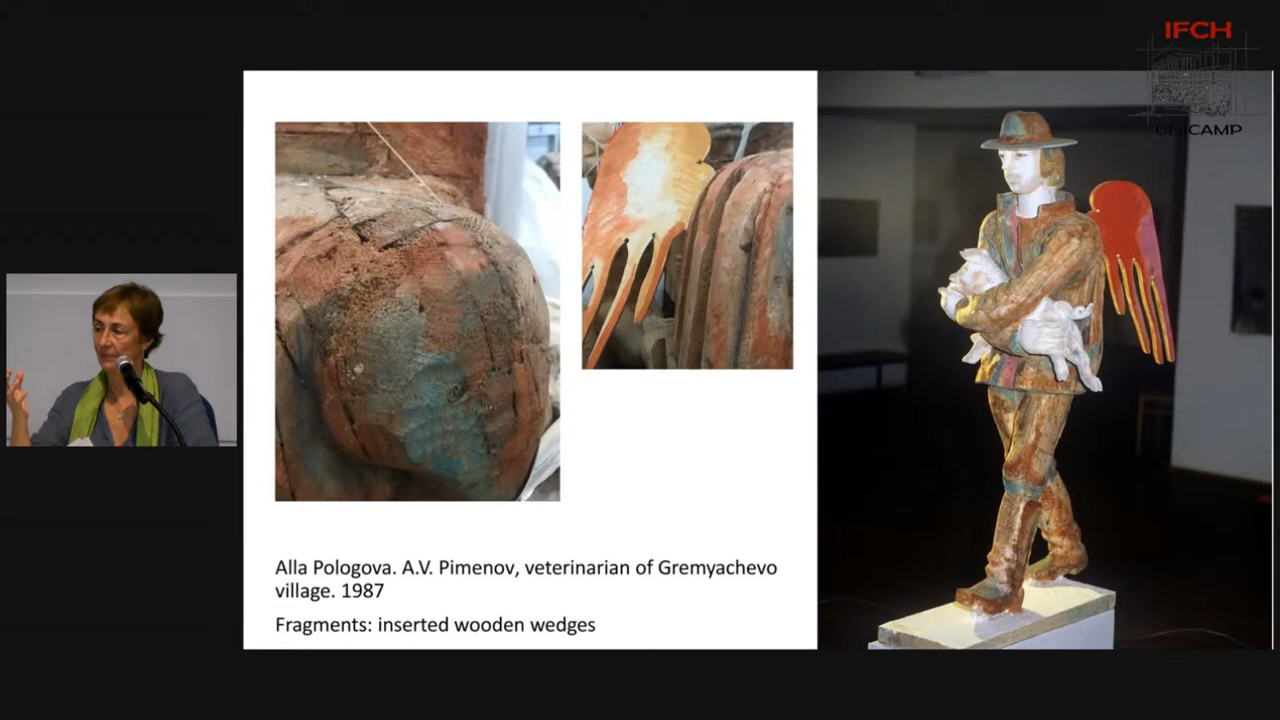 IFCH
UNICAMP
Alla Pologova. A.V. Pimenov, veterinarian of Gremyachevo
village. 1987
Fragments: inserted wooden wedges